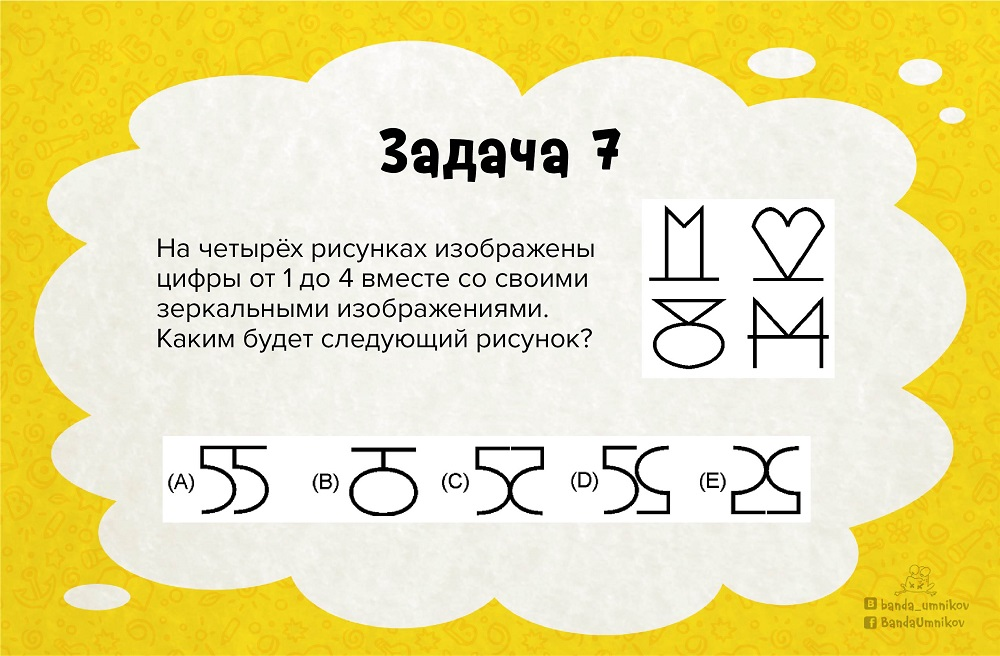 Задача 7
На четырёх рисунках изображены
цифры от 1 до 4 вместе со своими
зеркальными изображениями.
Каким будет следующий рисунок?
(A) (B) (C) (D) (E)
B banda_umnikov
f BandaUmnikov